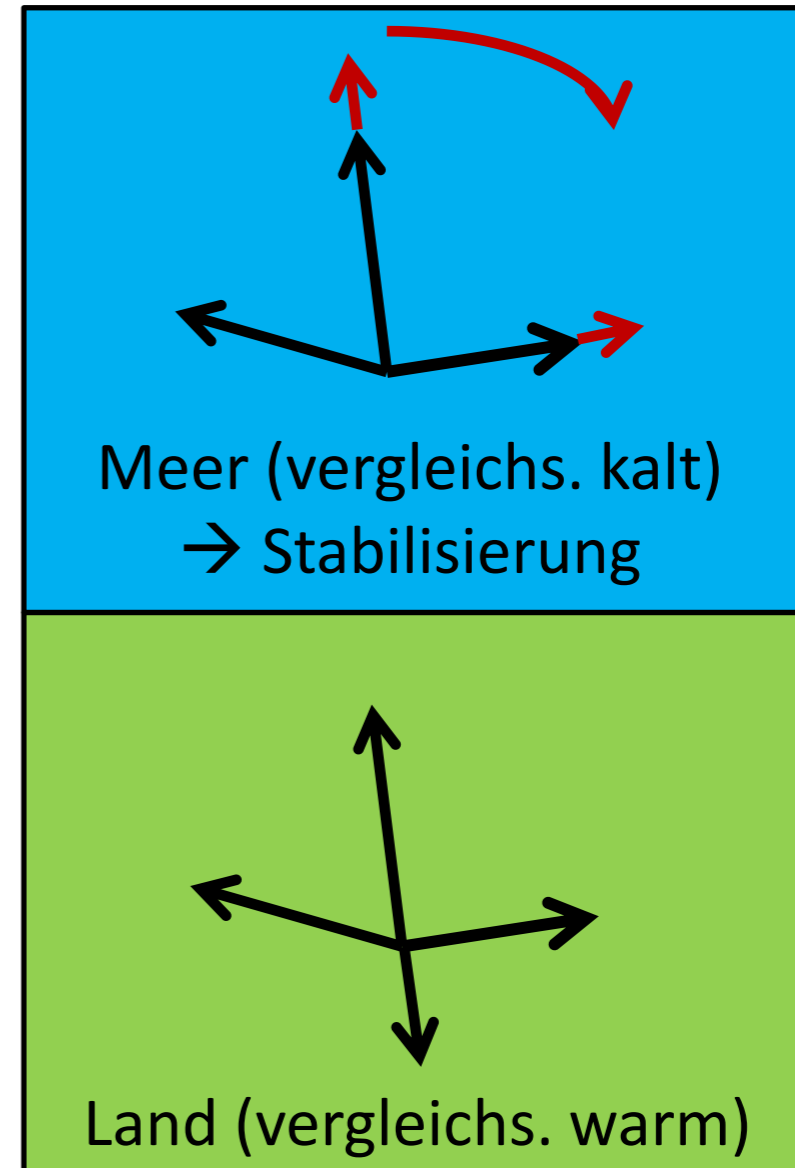 Meer (vergleichs. kalt)
→ Stabilisierung
Land (vergleichs. warm)